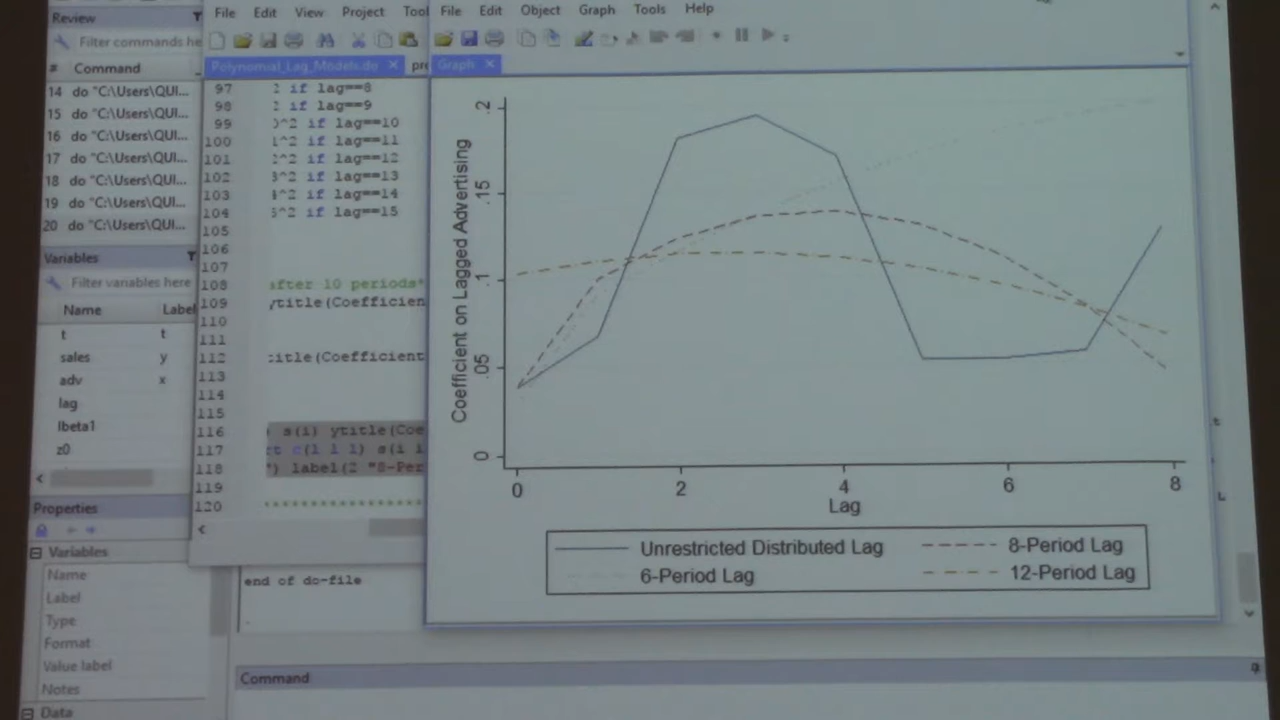 Review
Filter commands he
# Command
14 do "C:\Users\QUI...
15 do "C:\Users\QUI...
16 do "C:\Users\QUI...
17 do "C:\Users\QUI...
18 do "C:\Users\QUI...
19 do "C:\Users\QUI...
20 do "C:\Users\QUI...
Variables
Filter variables here
Name Label
t t
sales y
adv x
lag
lbeta1
z0
Properties
Variables
Name
Label
Type
Format
Value label
Notes
Data
File Edit View Project Tool
Polynomial_Lag_Models.do × pr
97 2 if lag==8
98 2 if lag==9
99 )^2 if lag==10
100 1^2 if lag==11
101 ^2 if lag==12
102 3^2 if lag==13
103 4^2 if lag==14
104 ^2 if lag==15
105
106
107
108 after 10 periods*
109 ytitle(Coefficien
110
111
112 :itle(Coefficient
113
114
115
116 ) s(i) ytitle(Coe
117 t c(l l l) s(i i
118 ") label(2 "8-Per
119
120 *****************
end of do-file
.
Command
File Edit Object Graph Tools Help
Graph ×
Coefficient on Lagged Advertising
.2
.15
.1
.05
0
0 2 4 6 8
Lag
Unrestricted Distributed Lag 8-Period Lag
6-Period Lag 12-Period Lag